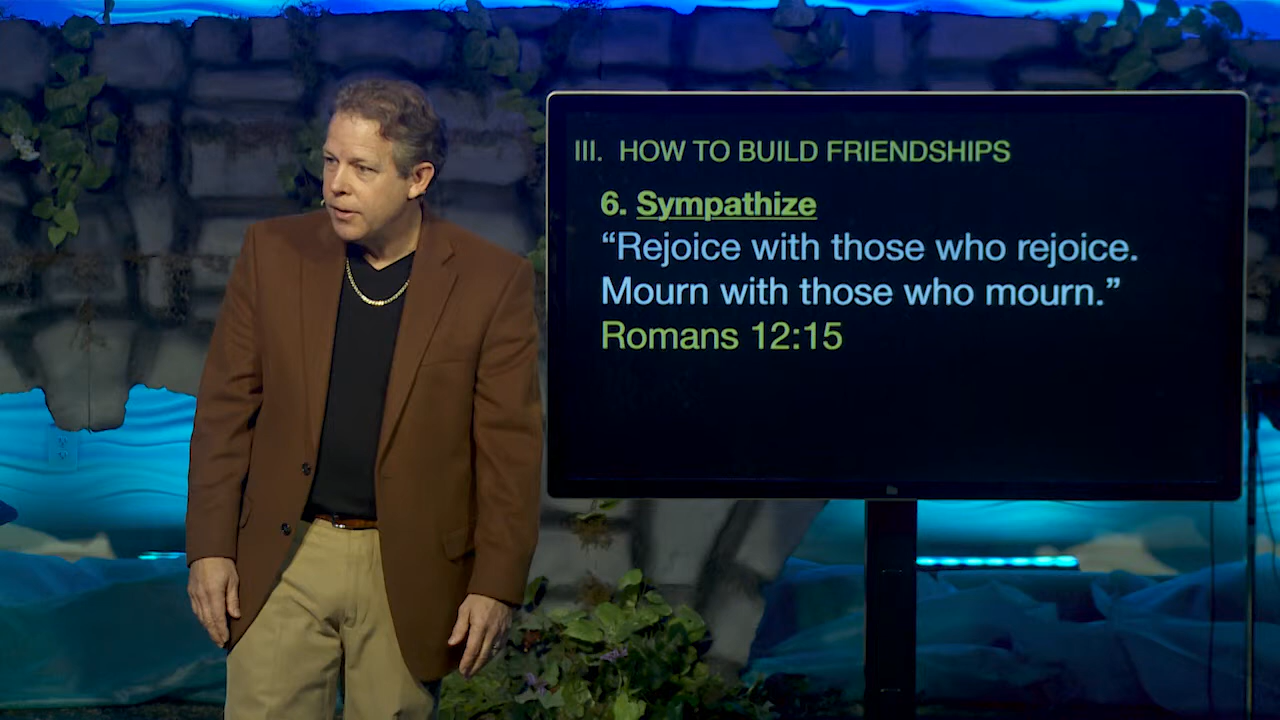 III. HOW TO BUILD FRIENDSHIPS
6. Sympathize
“Rejoice with those who rejoice.
Mourn with those who mourn.”
Romans 12:15